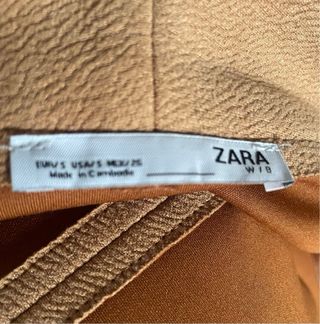 ZARA
W/B
EUR/S USA/S MEX/26
Made in Cambodia